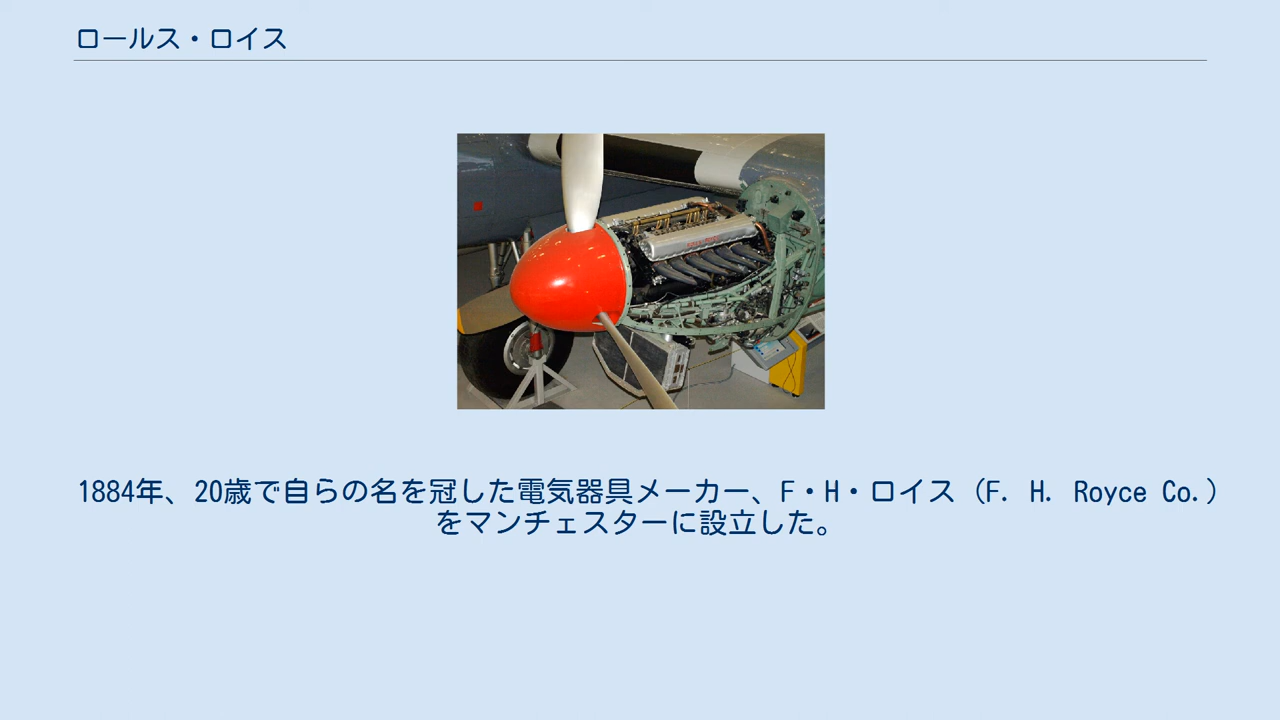 ロールス・ロイス
1884年、20歳で自らの名を冠した電気器具メーカー、F・H・ロイス（F. H. Royce Co.）
をマンチェスターに設立した。